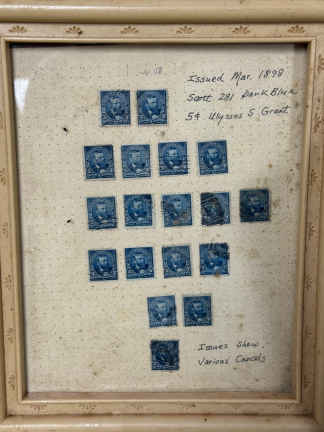 Issued Mar. 1898
Scott 281 Dark Blue
5¢ Ulysses S. Grant
Issues Show
Various Cancels